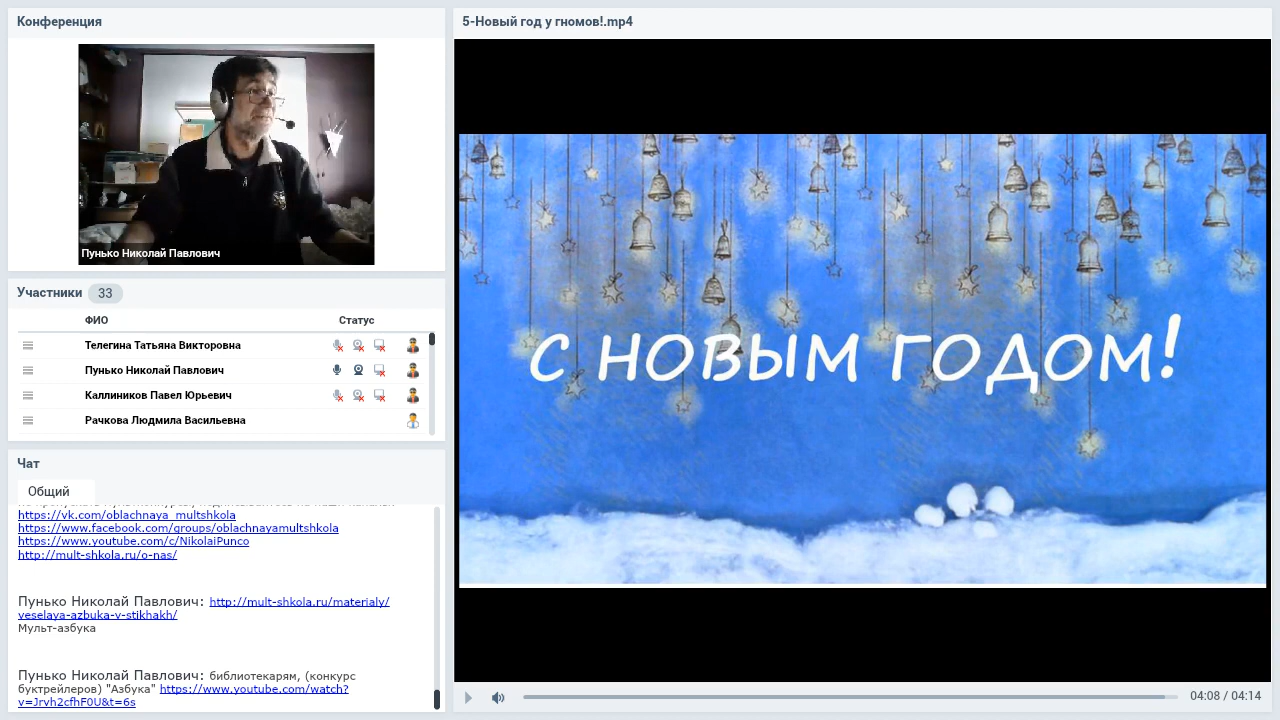 Конференция
Пунько Николай Павлович
Участники 33
ФИО Статус
Телегина Татьяна Викторовна
Пунько Николай Павлович
Каллиников Павел Юрьевич
Рачкова Людмила Васильевна
Чат
Общий
https://vk.com/oblachnaya_multshkola
https://www.facebook.com/groups/oblachnayamultshkola
https://www.youtube.com/c/NikolaiPunco
http://mult-shkola.ru/o-nas/
Пунько Николай Павлович: http://mult-shkola.ru/materialy/
veselaya-azbuka-v-stikhakh/
Мульт-азбука
Пунько Николай Павлович: библиотекарям, (конкурс
буктрейлеров) "Азбука" https://www.youtube.com/watch?
v=Jrvh2cfhF0U&t=6s
5-Новый год у гномов!.mp4
С НОВЫМ ГОДОМ!
04:08 / 04:14